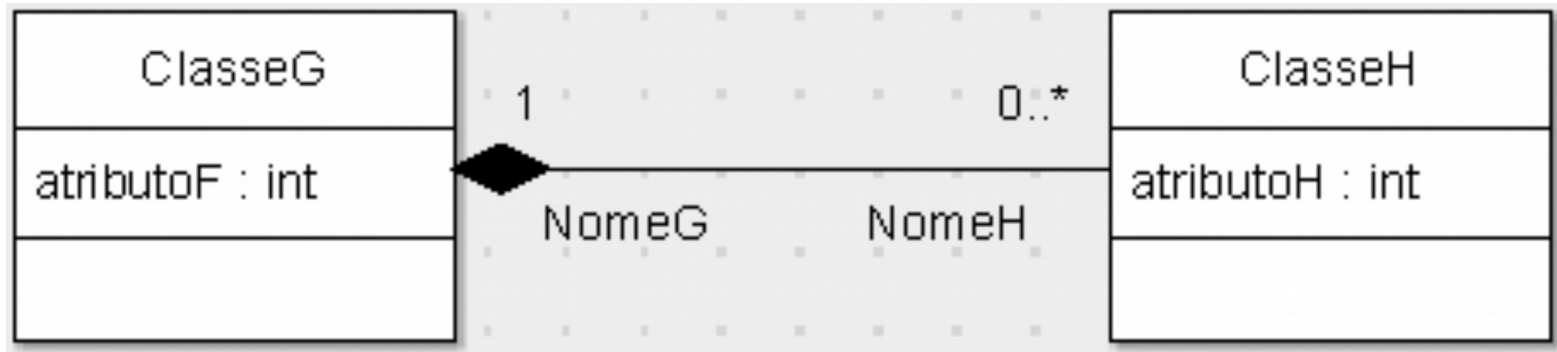 ClasseG
atributoF : int
1
0..*
NomeG
NomeH
ClasseH
atributoH : int